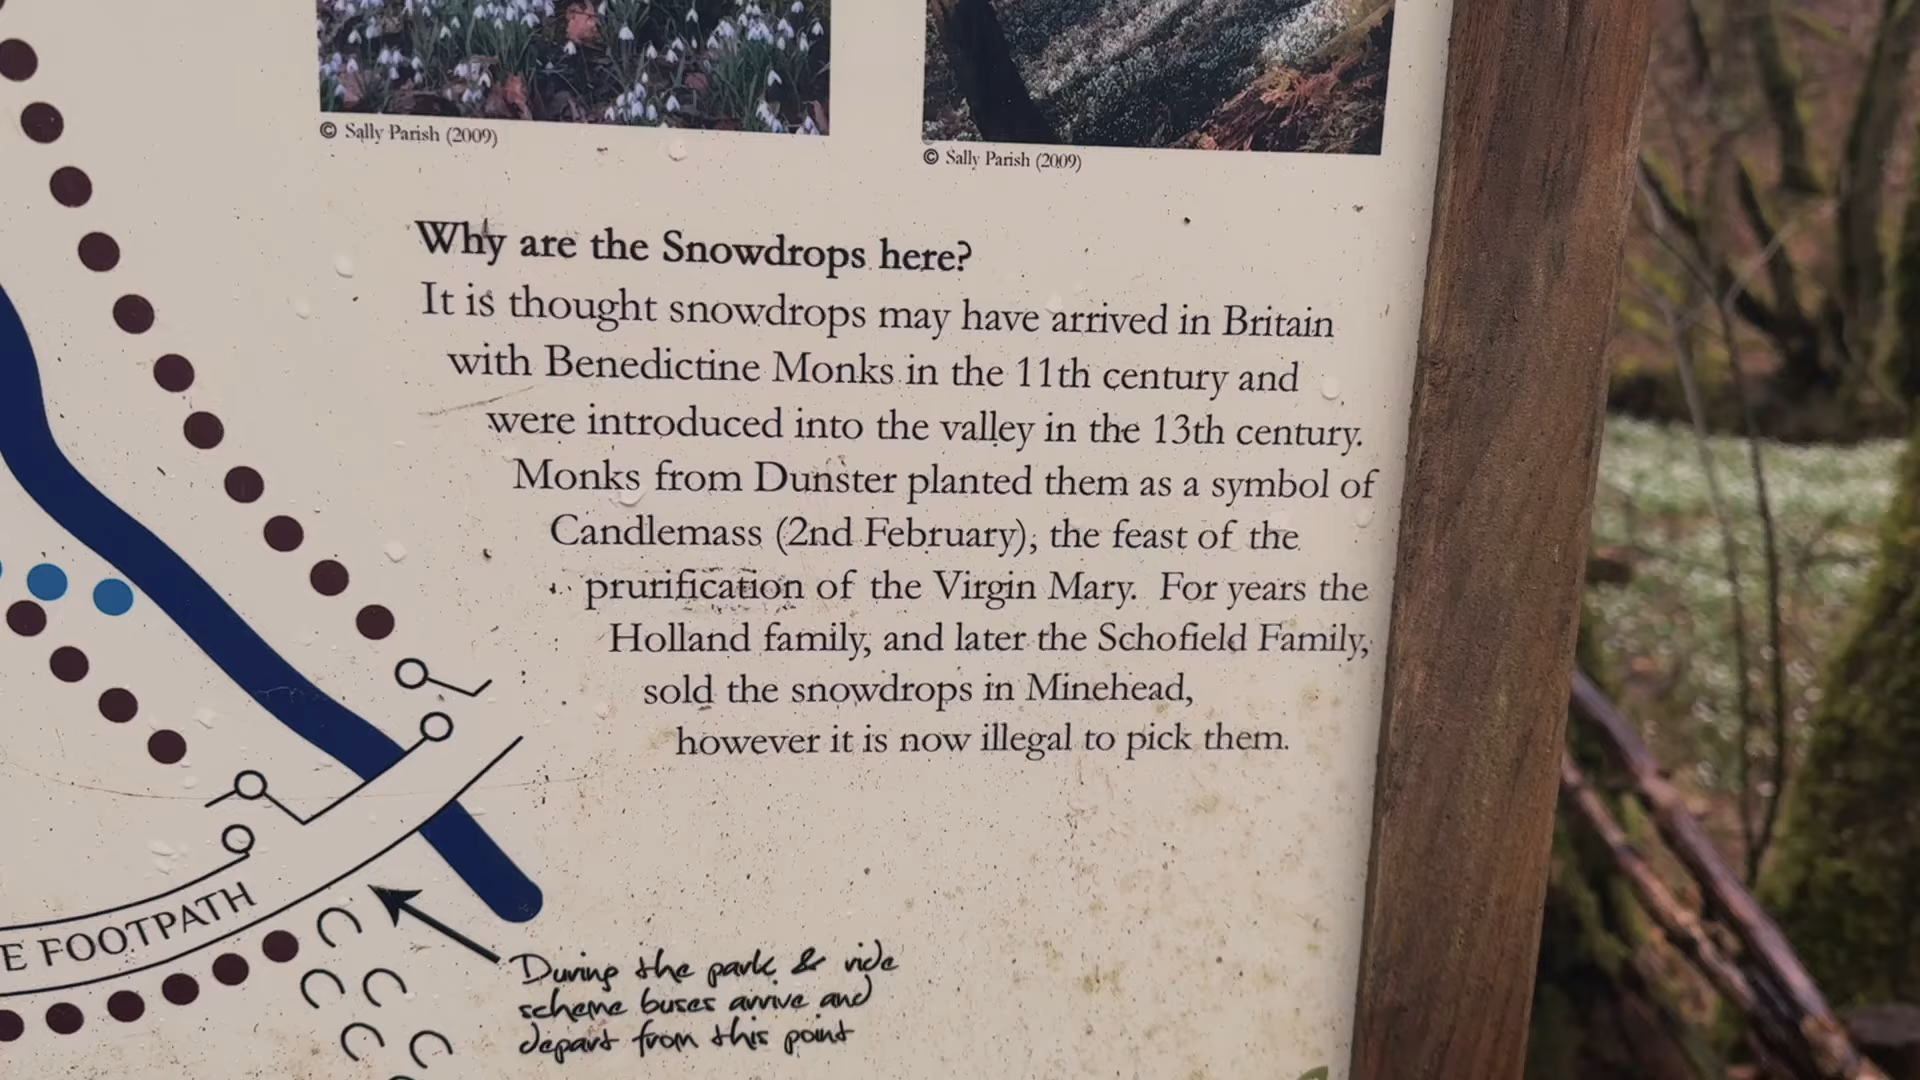 © Sally Parish (2009)
© Sally Parish (2009)
Why are the Snowdrops here?
It is thought snowdrops may have arrived in Britain
with Benedictine Monks in the 11th century and
were introduced into the valley in the 13th century.
Monks from Dunster planted them as a symbol of
Candlemass (2nd February), the feast of the
prurification of the Virgin Mary. For years the
Holland family, and later the Schofield Family,
sold the snowdrops in Minehead,
however it is now illegal to pick them.
E FOOTPATH
During the park & ride
scheme buses arrive and
depart from this point